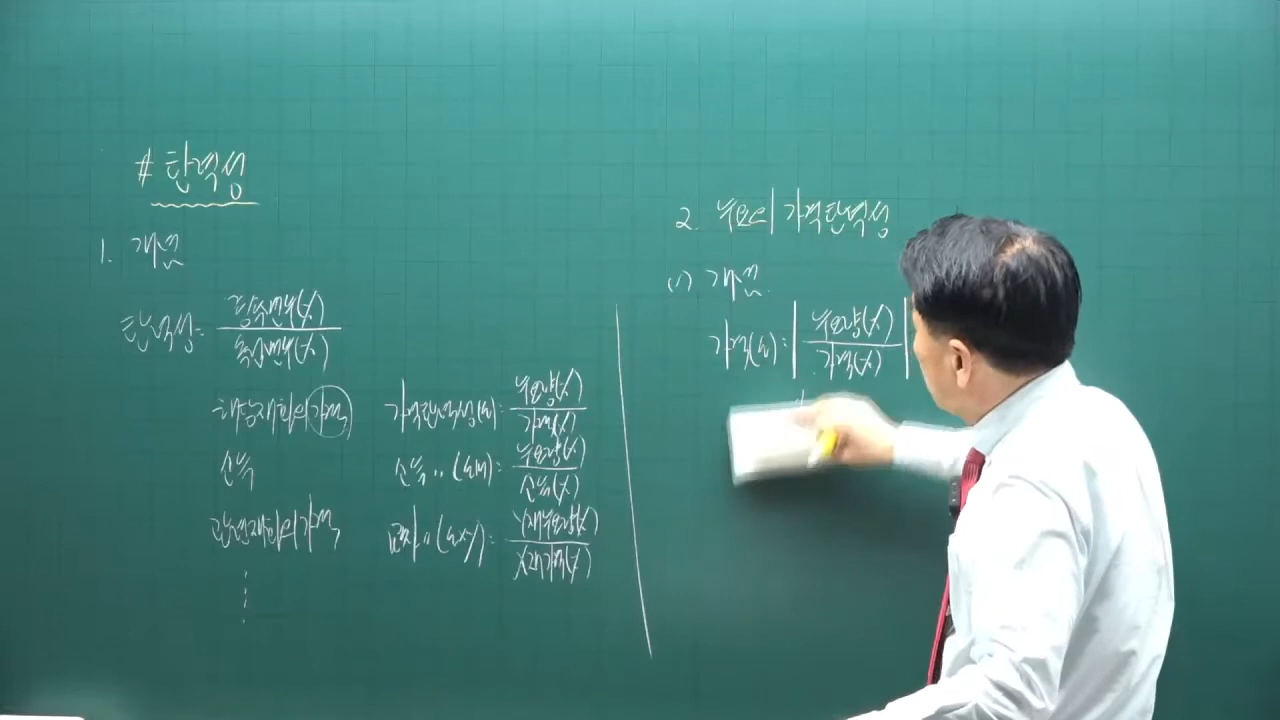 # 탄력성
1. 개념
탄력성 = 종속변수(%) / 독립변수(%)
해당재화의 가격
가격탄력성(ε) = 수요량(%) / 가격(%)
소득
소득 〃 (εM) = 수요량(%) / 소득(%)
관련재화의 가격
교차 〃 (εXY) = Y재수요량(%) / X재가격(%)
2. 수요의 가격탄력성
(1) 개념
가격(ε) = | 수요량(%) / 가격(%) |